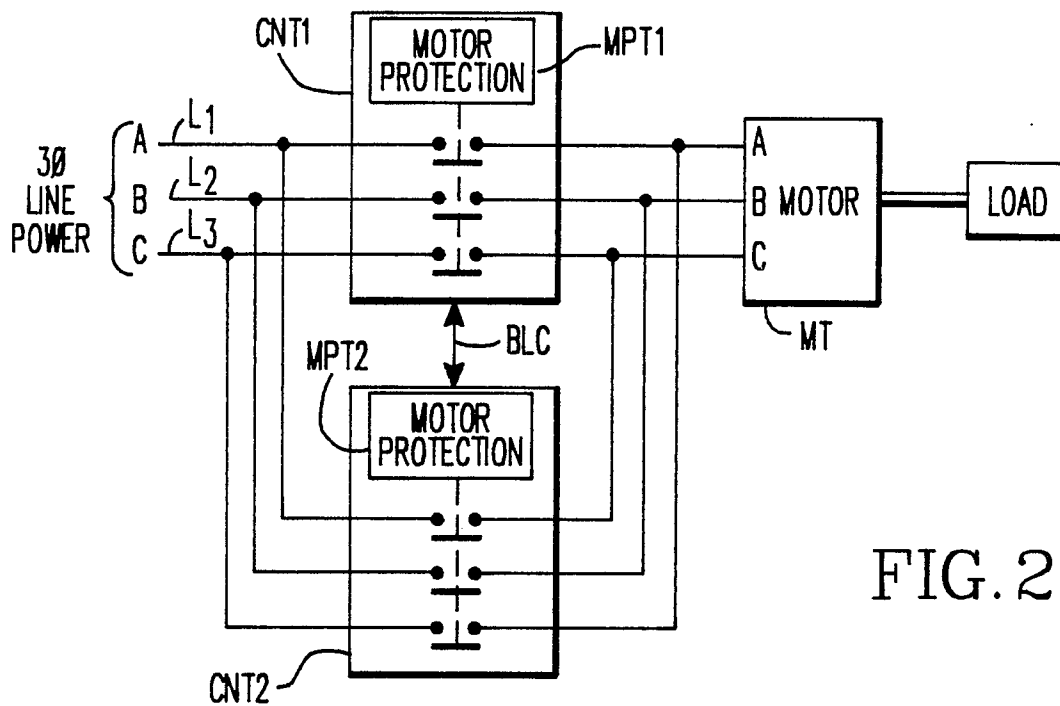 CNT1
MOTOR
PROTECTION
MPT1
3Ø
LINE
POWER
A
L1
B
L2
C
L3
A
B MOTOR
C
LOAD
MT
BLC
MPT2
MOTOR
PROTECTION
CNT2
FIG. 2